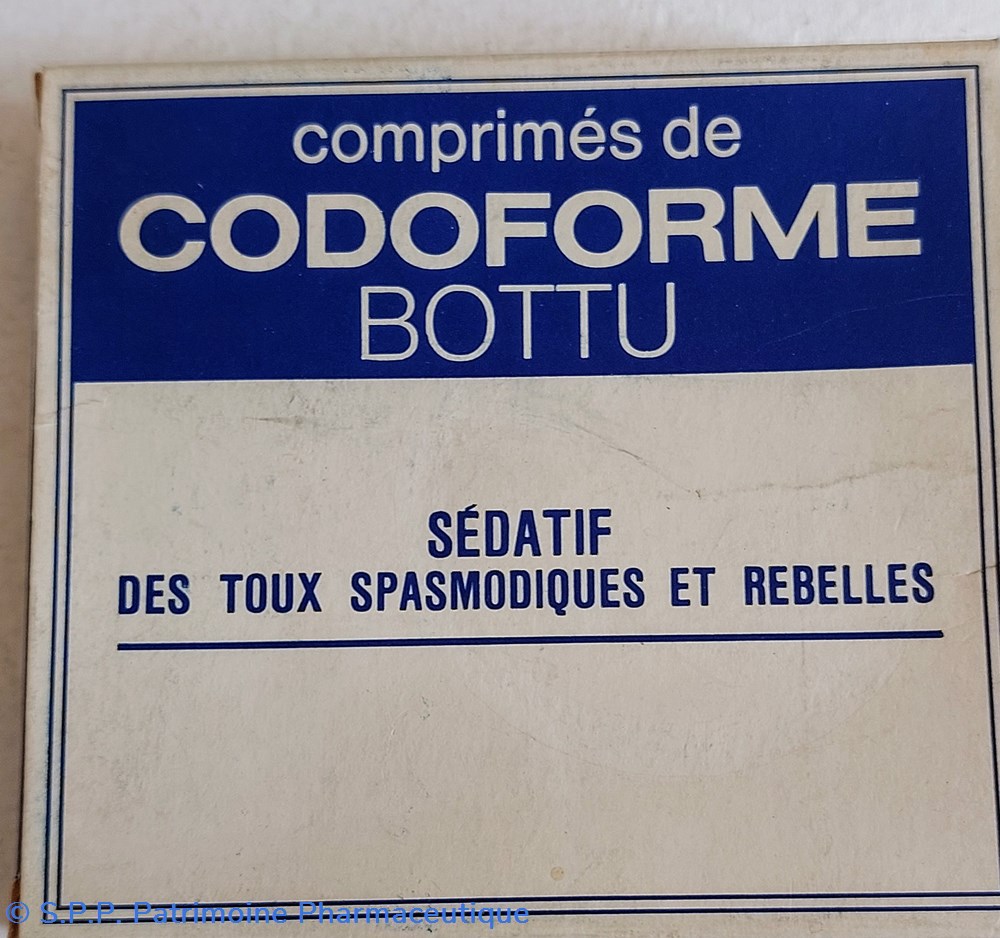 comprimés de
CODOFORME
BOTTU
SÉDATIF
DES TOUX SPASMODIQUES ET REBELLES
© S.P.P. Patrimoine Pharmaceutique